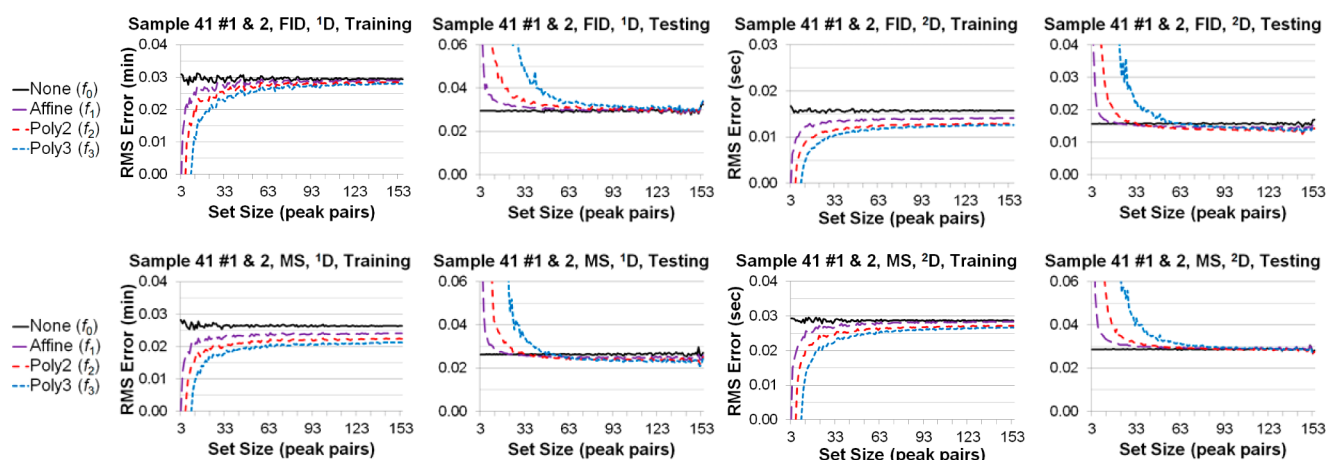 Sample 41 #1 & 2, FID, ¹D, Training
Sample 41 #1 & 2, FID, ¹D, Testing
Sample 41 #1 & 2, FID, ²D, Training
Sample 41 #1 & 2, FID, ²D, Testing
None (f₀)
Affine (f₁)
Poly2 (f₂)
Poly3 (f₃)
RMS Error (min)
0.04
0.03
0.02
0.01
0.00
3 33 63 93 123 153
Set Size (peak pairs)
0.06
0.04
0.02
0.00
3 33 63 93 123 153
Set Size (peak pairs)
RMS Error (sec)
0.03
0.02
0.01
0.00
3 33 63 93 123 153
Set Size (peak pairs)
0.04
0.03
0.02
0.01
0.00
3 33 63 93 123 153
Set Size (peak pairs)
Sample 41 #1 & 2, MS, ¹D, Training
Sample 41 #1 & 2, MS, ¹D, Testing
Sample 41 #1 & 2, MS, ²D, Training
Sample 41 #1 & 2, MS, ²D, Testing
None (f₀)
Affine (f₁)
Poly2 (f₂)
Poly3 (f₃)
RMS Error (min)
0.04
0.03
0.02
0.01
0.00
3 33 63 93 123 153
Set Size (peak pairs)
0.06
0.04
0.02
0.00
3 33 63 93 123 153
Set Size (peak pairs)
RMS Error (sec)
0.04
0.03
0.02
0.01
0.00
3 33 63 93 123 153
Set Size (peak pairs)
0.06
0.04
0.02
0.00
3 33 63 93 123 153
Set Size (peak pairs)